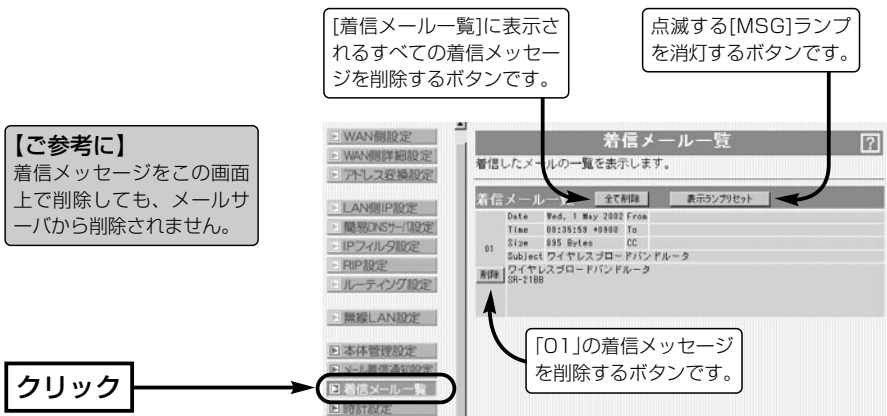 [着信メール一覧]に表示さ
れるすべての着信メッセー
ジを削除するボタンです。
点滅する[MSG]ランプ
を消灯するボタンです。
【ご参考に】
着信メッセージをこの画面
上で削除しても、メールサ
ーバから削除されません。
WAN側設定
WAN側詳細設定
アドレス変換設定
LAN側IP設定
簡易DNSサーバ設定
IPフィルタ設定
RIP設定
ルーティング設定
無線LAN設定
本体管理設定
メール着信通知設定
着信メール一覧
時計設定
着信メール一覧
?
着信したメールの一覧を表示します。
着信メール一
全て削除
表示ランプリセット
Date Wed, 1 May 2002 From
Time 08:35:59 +0900 To
01
Size 895 Bytes CC
Subject ワイヤレスブロードバンドルータ
削除
ワイヤレスブロードバンドルータ
SR-21BB
「01」の着信メッセージ
を削除するボタンです。
クリック